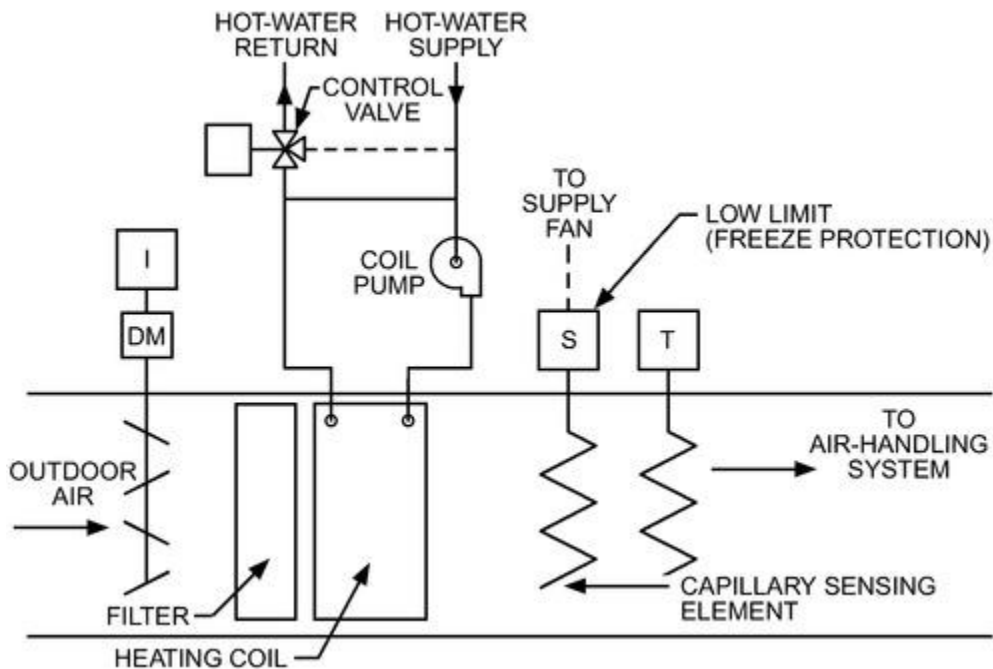 HOT-WATER
RETURN
HOT-WATER
SUPPLY
CONTROL
VALVE
TO
SUPPLY
FAN
LOW LIMIT
(FREEZE PROTECTION)
I
COIL
PUMP
DM
S
T
OUTDOOR
AIR
TO
AIR-HANDLING
SYSTEM
FILTER
CAPILLARY SENSING
ELEMENT
HEATING COIL